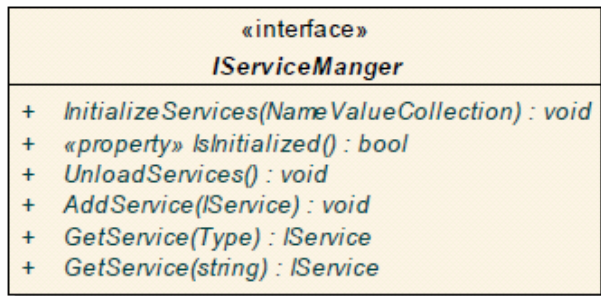 «interface»
IServiceManger
+ InitializeServices(NameValueCollection) : void
+ «property» IsInitialized() : bool
+ UnloadServices() : void
+ AddService(IService) : void
+ GetService(Type) : IService
+ GetService(string) : IService